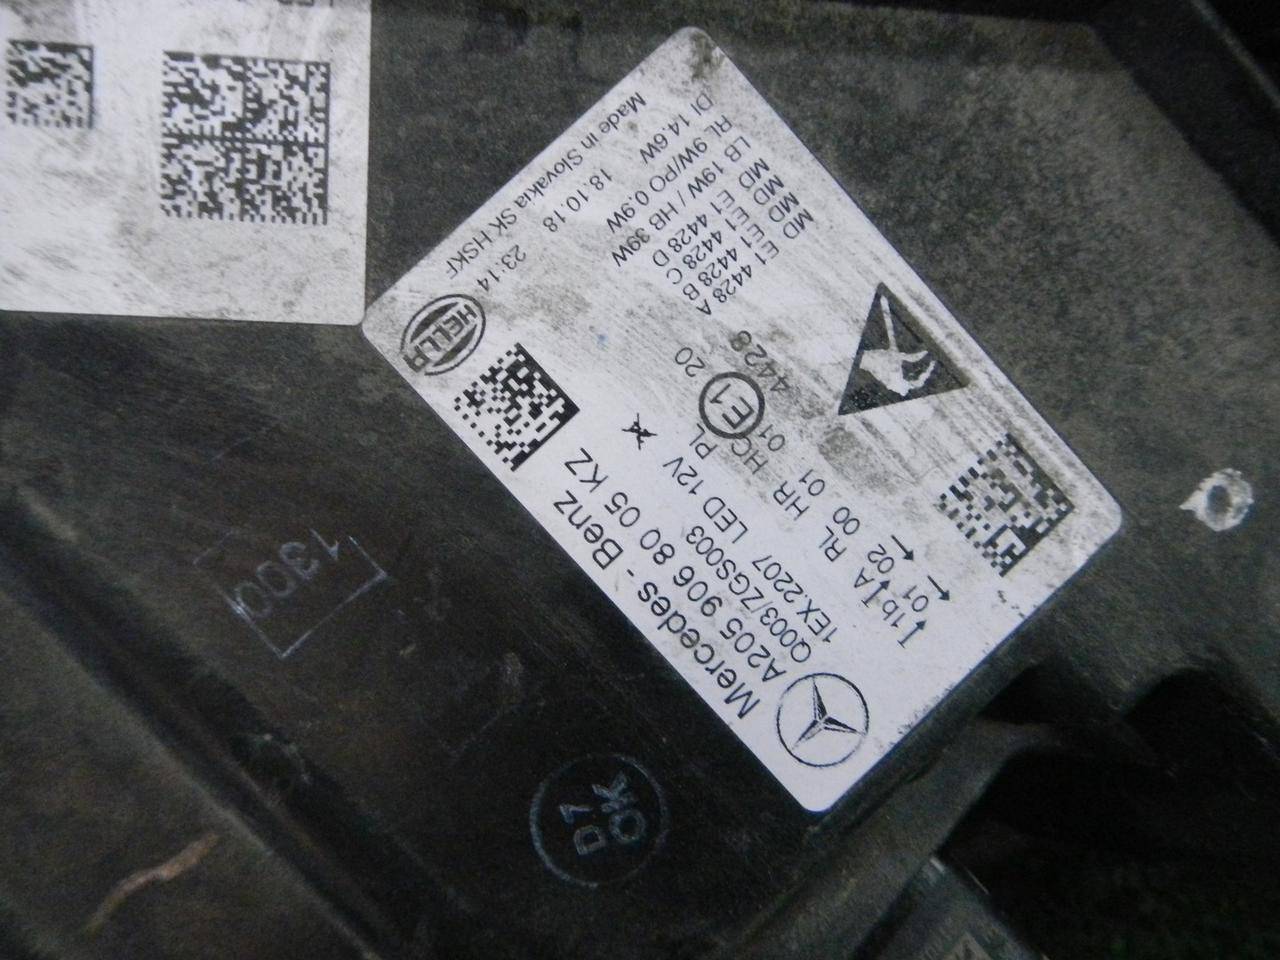 Mercedes - Benz
A205 906 80 05 KZ
Q003/ZGS003
1EX.2207 LED 12V
1b A RL HR HC PL
01 02 00 01 01
E1 20
4428
MD E1 4428 A
MD E1 4428 B
MD E1 4428 C
MD E1 4428 D
LB 19W / HB 39W
RL 9W/PO 0.9W
DI 14.6W
18.10.18 23:14
Made in Slovakia SK HSKF
HELLA
1300
D7
OK